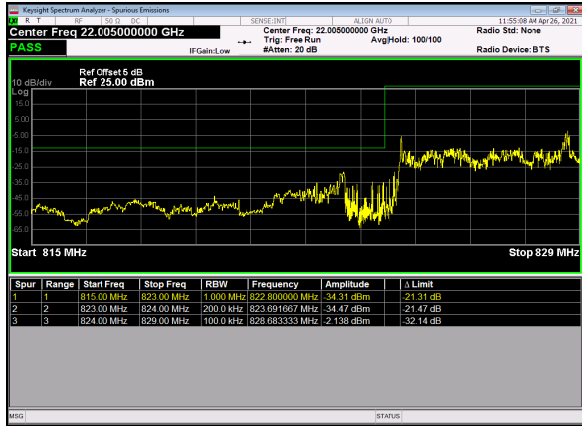 Keysight Spectrum Analyzer - Spurious Emissions
R T RF 50 Ω DC SENSE:INT ALIGN AUTO 11:55:08 AM Apr 26, 2021
Center Freq 22.005000000 GHz Center Freq: 22.005000000 GHz Radio Std: None
Trig: Free Run Avg|Hold: 100/100
PASS IFGain:Low #Atten: 20 dB Radio Device: BTS
Ref Offset 6 dB
10 dB/div Ref 25.00 dBm
Log
15.0
5.00
-5.00
-15.0
-25.0
-35.0
-45.0
-55.0
-65.0
Start 815 MHz Stop 829 MHz
Spur Range Start Freq Stop Freq RBW Frequency Amplitude Δ Limit
1 1 815.00 MHz 823.00 MHz 1.000 MHz 822.800000 MHz -34.31 dBm -21.31 dB
2 2 823.00 MHz 824.00 MHz 200.0 kHz 823.691667 MHz -34.47 dBm -21.47 dB
3 3 824.00 MHz 829.00 MHz 100.0 kHz 828.683333 MHz -2.138 dBm -32.14 dB
MSG STATUS